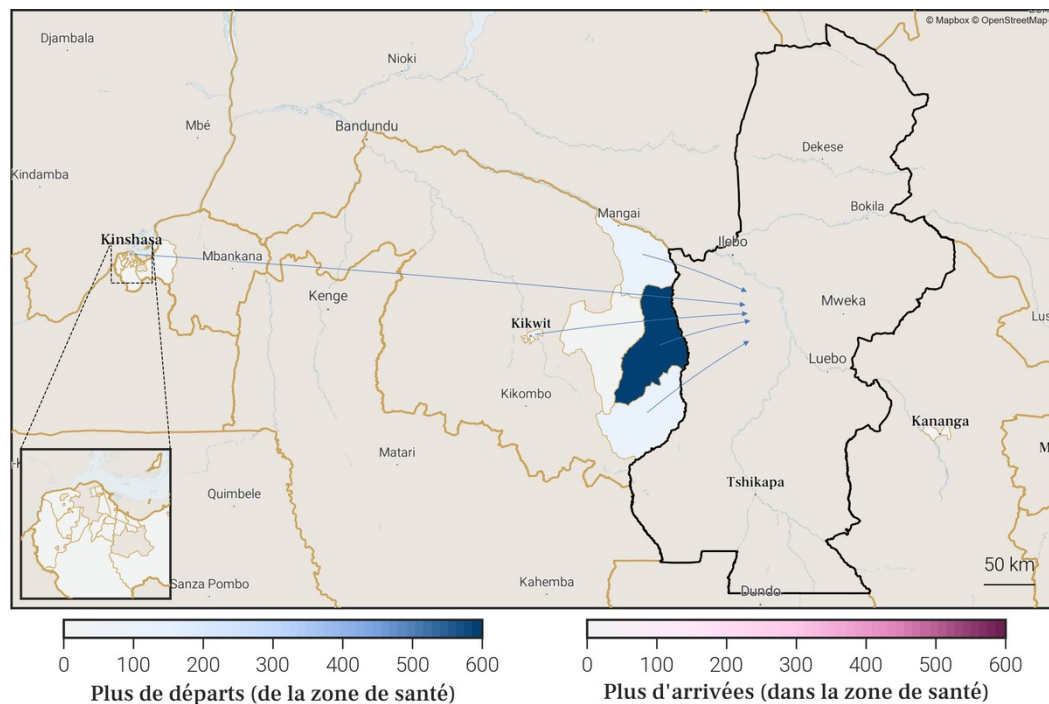 © Mapbox © OpenStreetMap
Djambala
Nioki
Mbé
Bandundu
Dekese
Kindamba
Mangai
Bokila
Kinshasa
Ilebo
Mbankana
Kenge
Mweka
Kikwit
Lus
Luebo
Kikombo
Kananga
Matari
M
Tshikapa
Quimbele
50 km
Sanza Pombo
Kahemba
Dundo
0 100 200 300 400 500 600
Plus de départs (de la zone de santé)
0 100 200 300 400 500 600
Plus d'arrivées (dans la zone de santé)